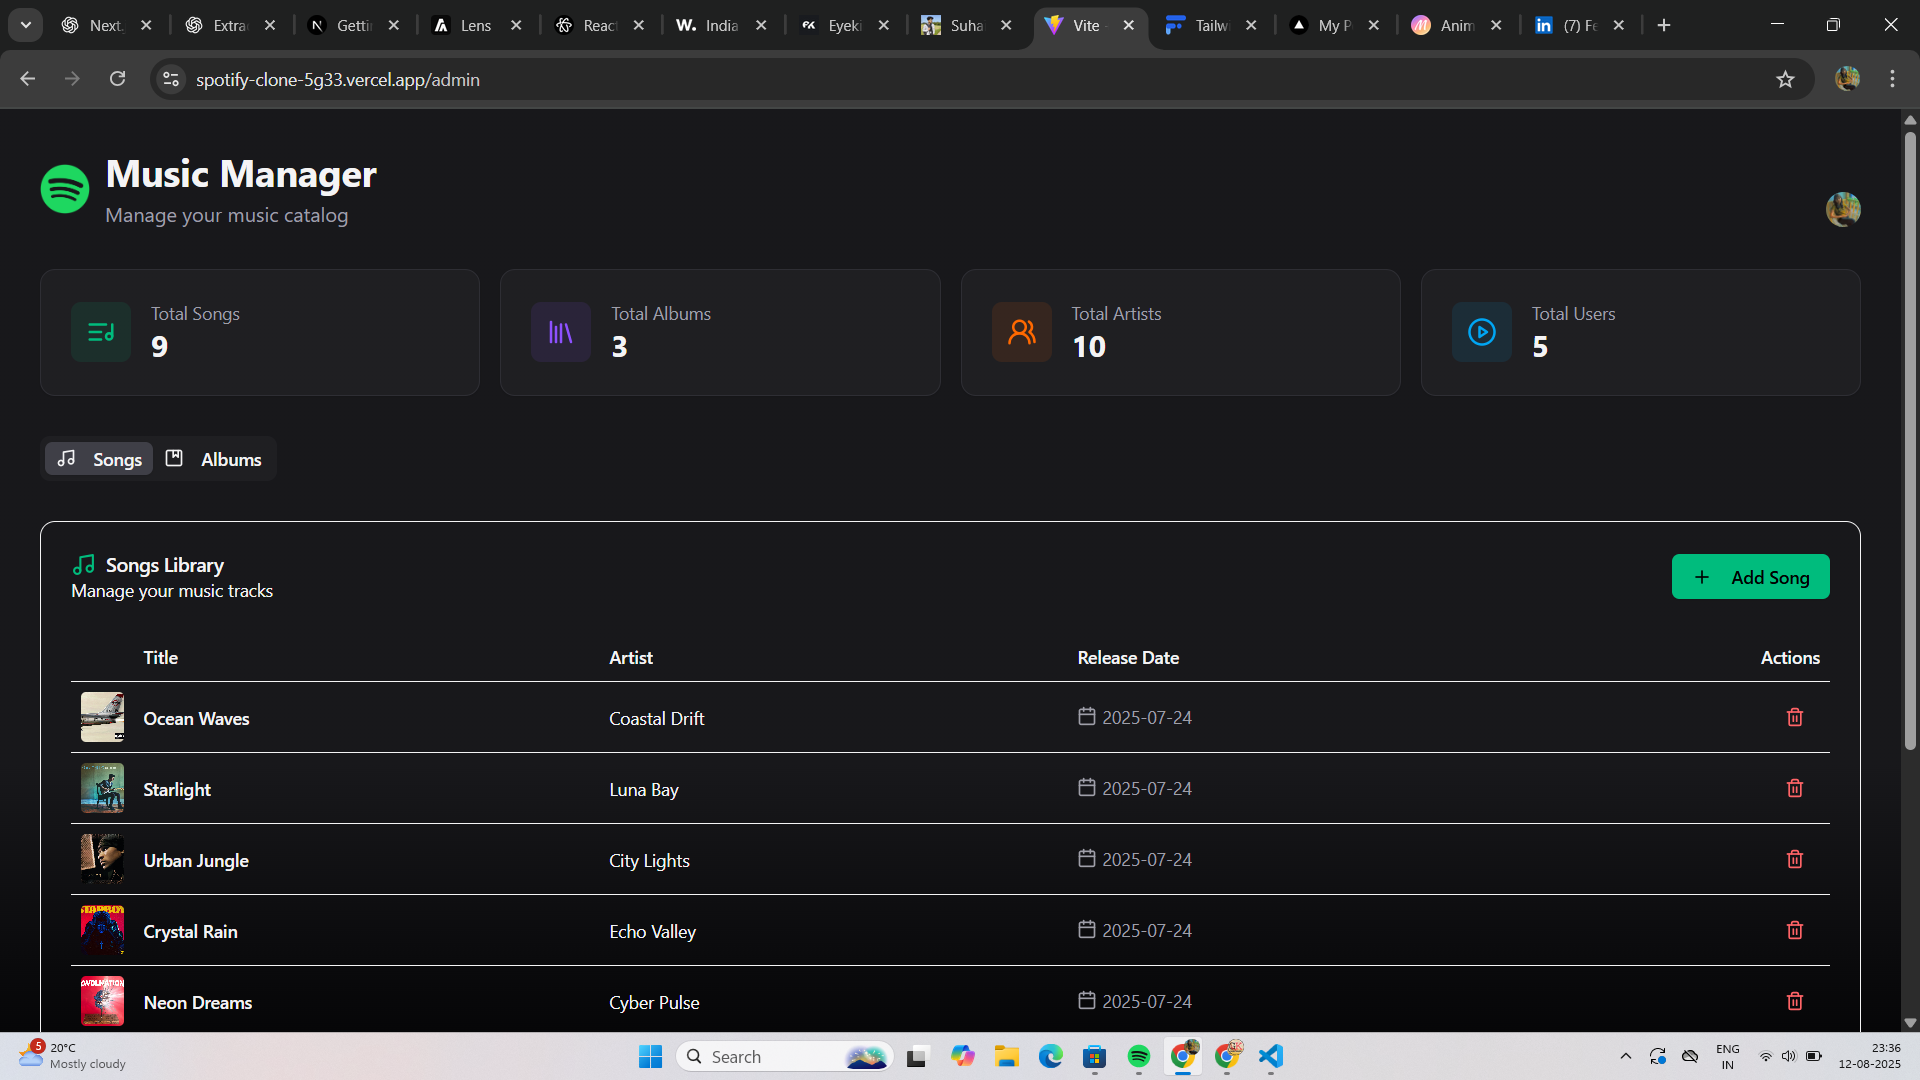 Next.
Extra
Getti
Lens
React
W. India
Eyeki
Suha
Vite -
Tailw
My P
Anim
(7) Fe
spotify-clone-5g33.vercel.app/admin
Music Manager
Manage your music catalog
Total Songs
9
Total Albums
3
Total Artists
10
Total Users
5
Songs Albums
Songs Library
Manage your music tracks
Add Song
Title Artist Release Date Actions
Ocean Waves Coastal Drift 2025-07-24
Starlight Luna Bay 2025-07-24
Urban Jungle City Lights 2025-07-24
Crystal Rain Echo Valley 2025-07-24
Neon Dreams Cyber Pulse 2025-07-24
5
20°C
Mostly cloudy
Search
ENG
IN
23:36
12-08-2025